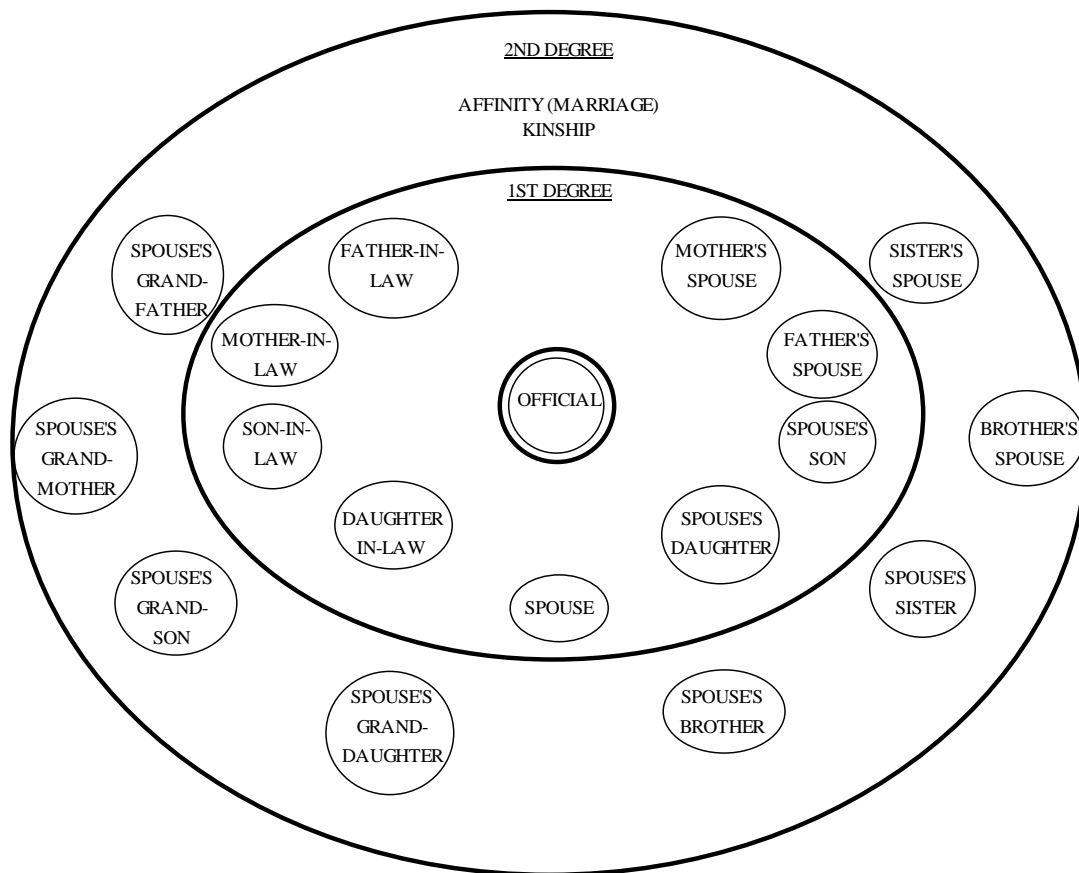 2ND DEGREE
AFFINITY (MARRIAGE)
KINSHIP
1ST DEGREE
SPOUSE'S
GRAND-
FATHER
FATHER-IN-
LAW
MOTHER'S
SPOUSE
SISTER'S
SPOUSE
MOTHER-IN-
LAW
FATHER'S
SPOUSE
OFFICIAL
SPOUSE'S
GRAND-
MOTHER
SON-IN-
LAW
SPOUSE'S
SON
BROTHER'S
SPOUSE
DAUGHTER
IN-LAW
SPOUSE'S
DAUGHTER
SPOUSE'S
GRAND-
SON
SPOUSE
SPOUSE'S
SISTER
SPOUSE'S
GRAND-
DAUGHTER
SPOUSE'S
BROTHER